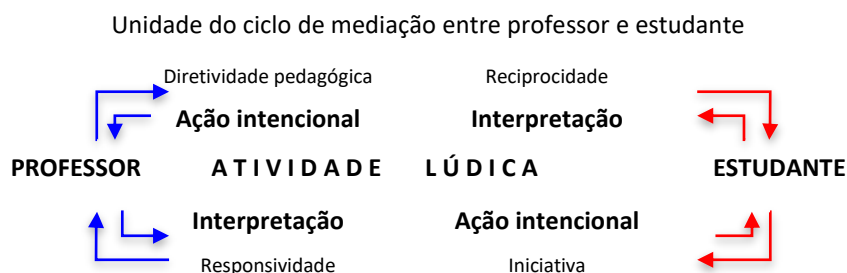 Unidade do ciclo de mediação entre professor e estudante
Diretividade pedagógica Reciprocidade
Ação intencional Interpretação
PROFESSOR A T I V I D A D E L Ú D I C A ESTUDANTE
Interpretação Ação intencional
Responsividade Iniciativa